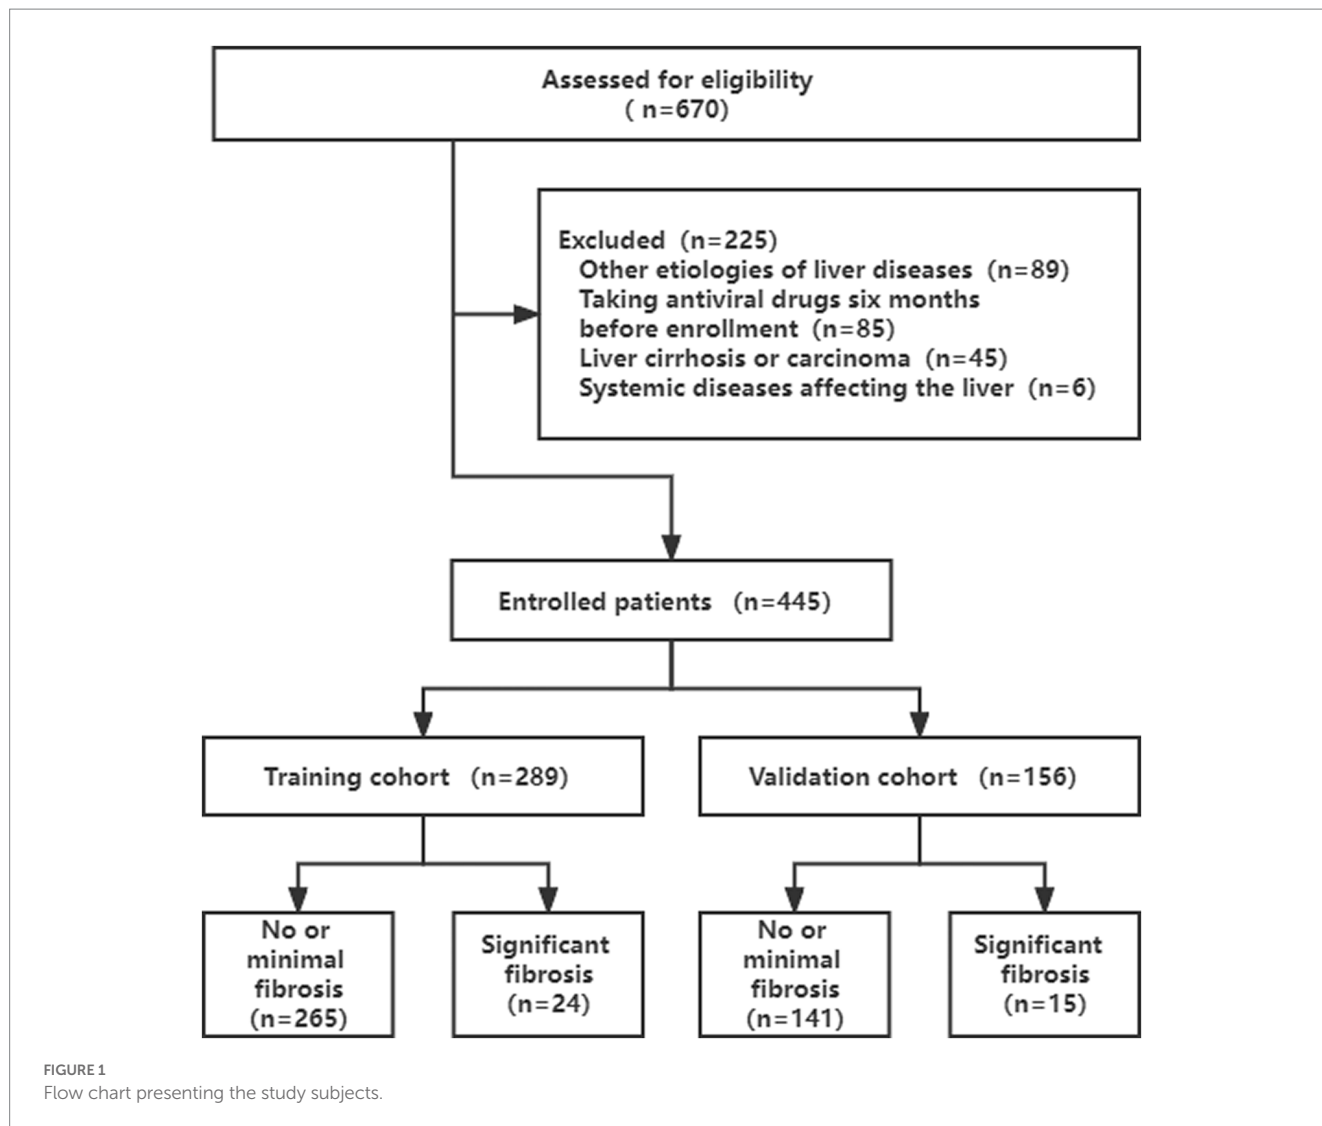 Assessed for eligibility
( n=670)
Excluded (n=225)
Other etiologies of liver diseases (n=89)
Taking antiviral drugs six months
before enrollment (n=85)
Liver cirrhosis or carcinoma (n=45)
Systemic diseases affecting the liver (n=6)
Entrolled patients (n=445)
Training cohort (n=289)
Validation cohort (n=156)
No or
minimal
fibrosis
(n=265)
Significant
fibrosis
(n=24)
No or
minimal
fibrosis
(n=141)
Significant
fibrosis
(n=15)
FIGURE 1
Flow chart presenting the study subjects.